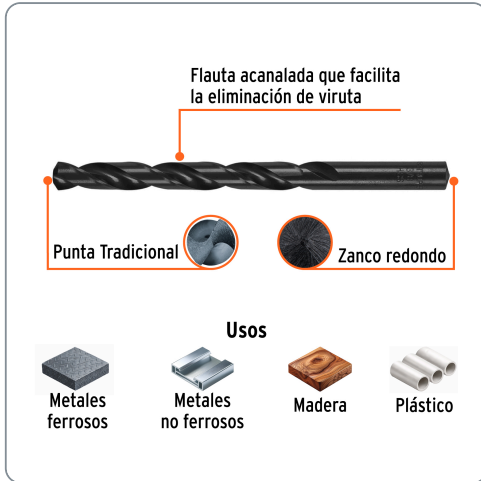 Flauta acanalada que facilita
la eliminación de viruta
Punta Tradicional
Zanco redondo
Usos
Metales
ferrosos
Metales
no ferrosos
Madera
Plástico